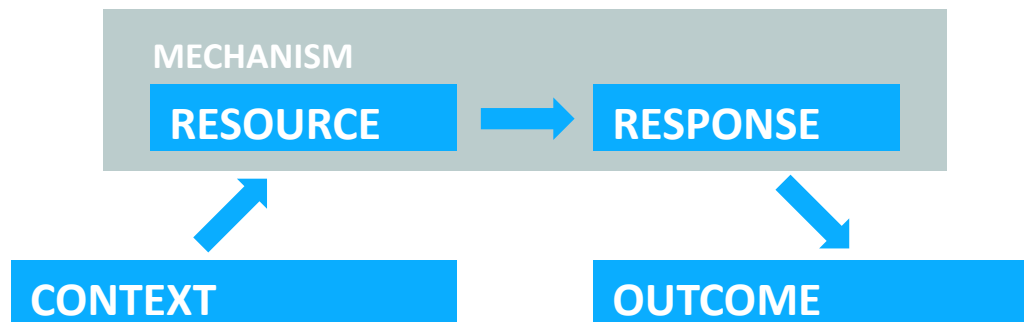 MECHANISM
RESOURCE
RESPONSE
CONTEXT
OUTCOME